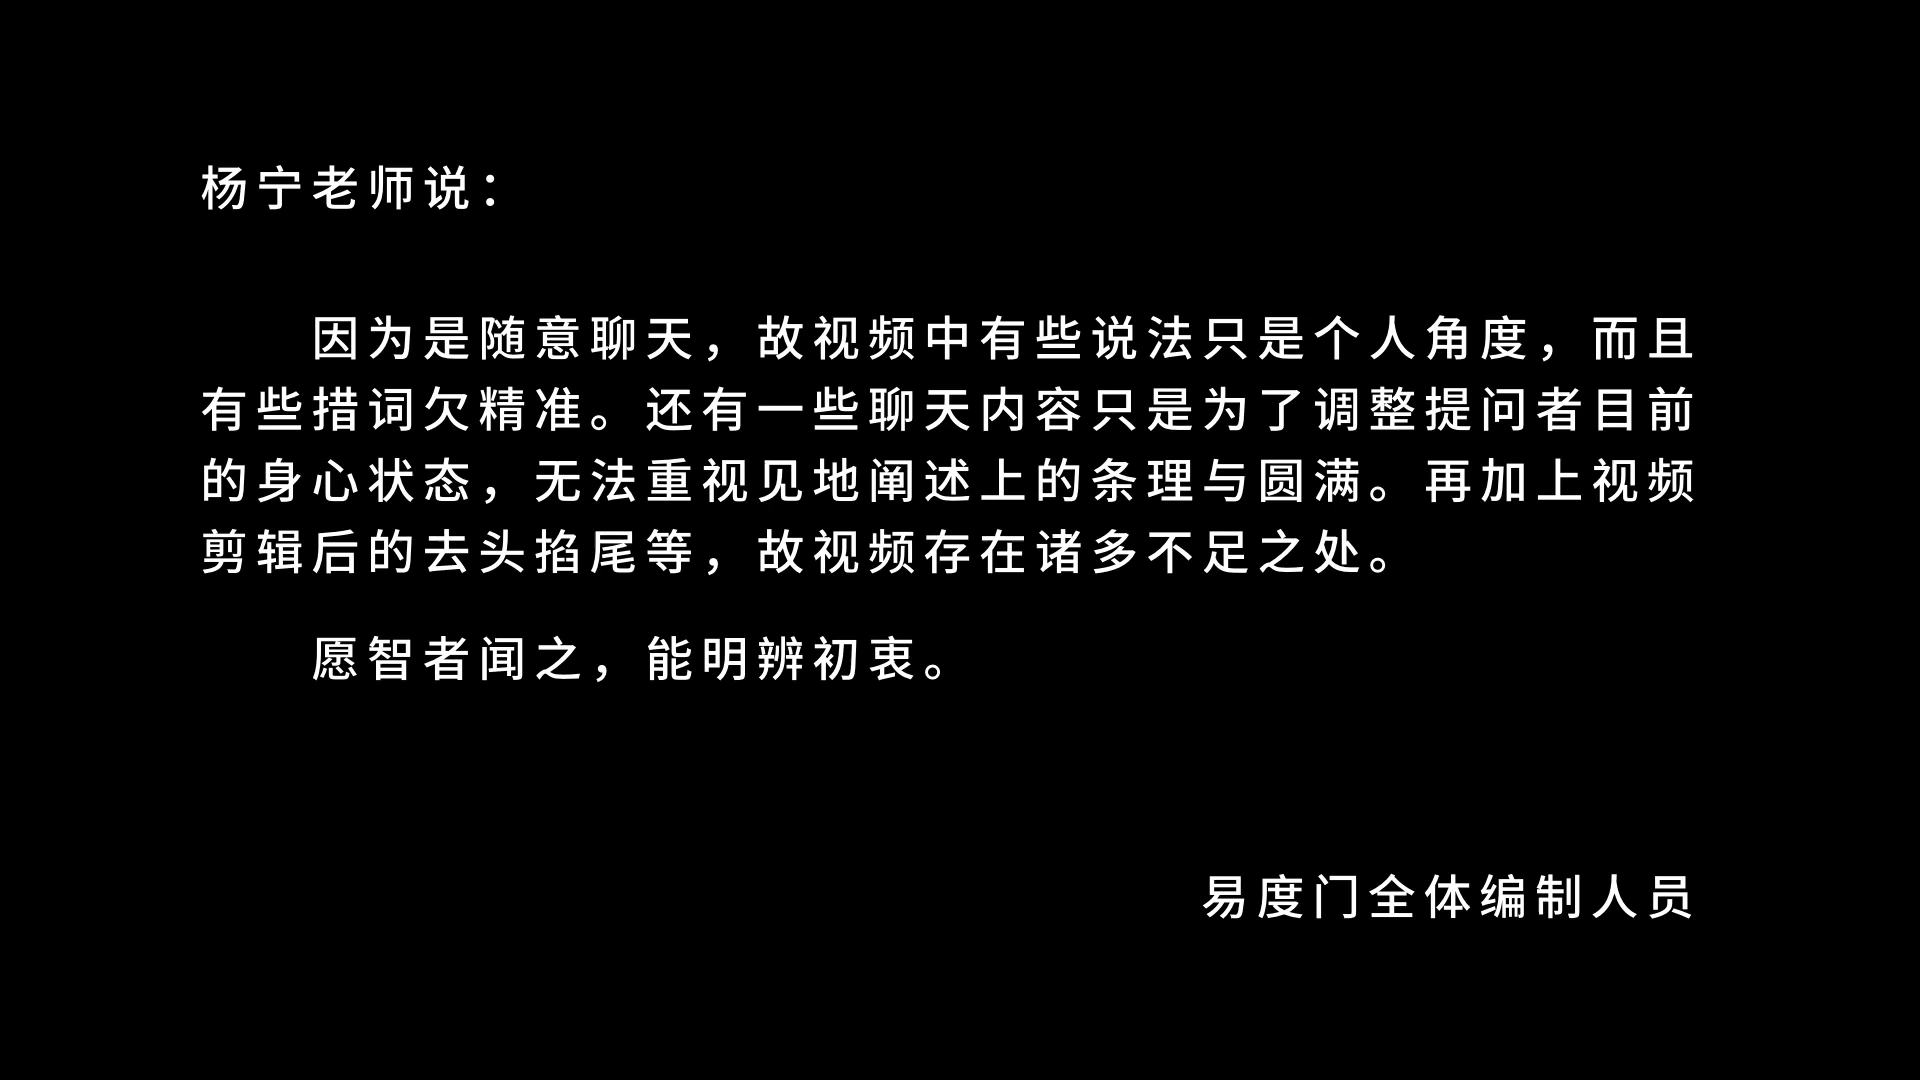 杨宁老师说：
因为是随意聊天，故视频中有些说法只是个人角度，而且
有些措词欠精准。还有一些聊天内容只是为了调整提问者目前
的身心状态，无法重视见地阐述上的条理与圆满。再加上视频
剪辑后的去头掐尾等，故视频存在诸多不足之处。
愿智者闻之，能明辨初衷。
易度门全体编制人员